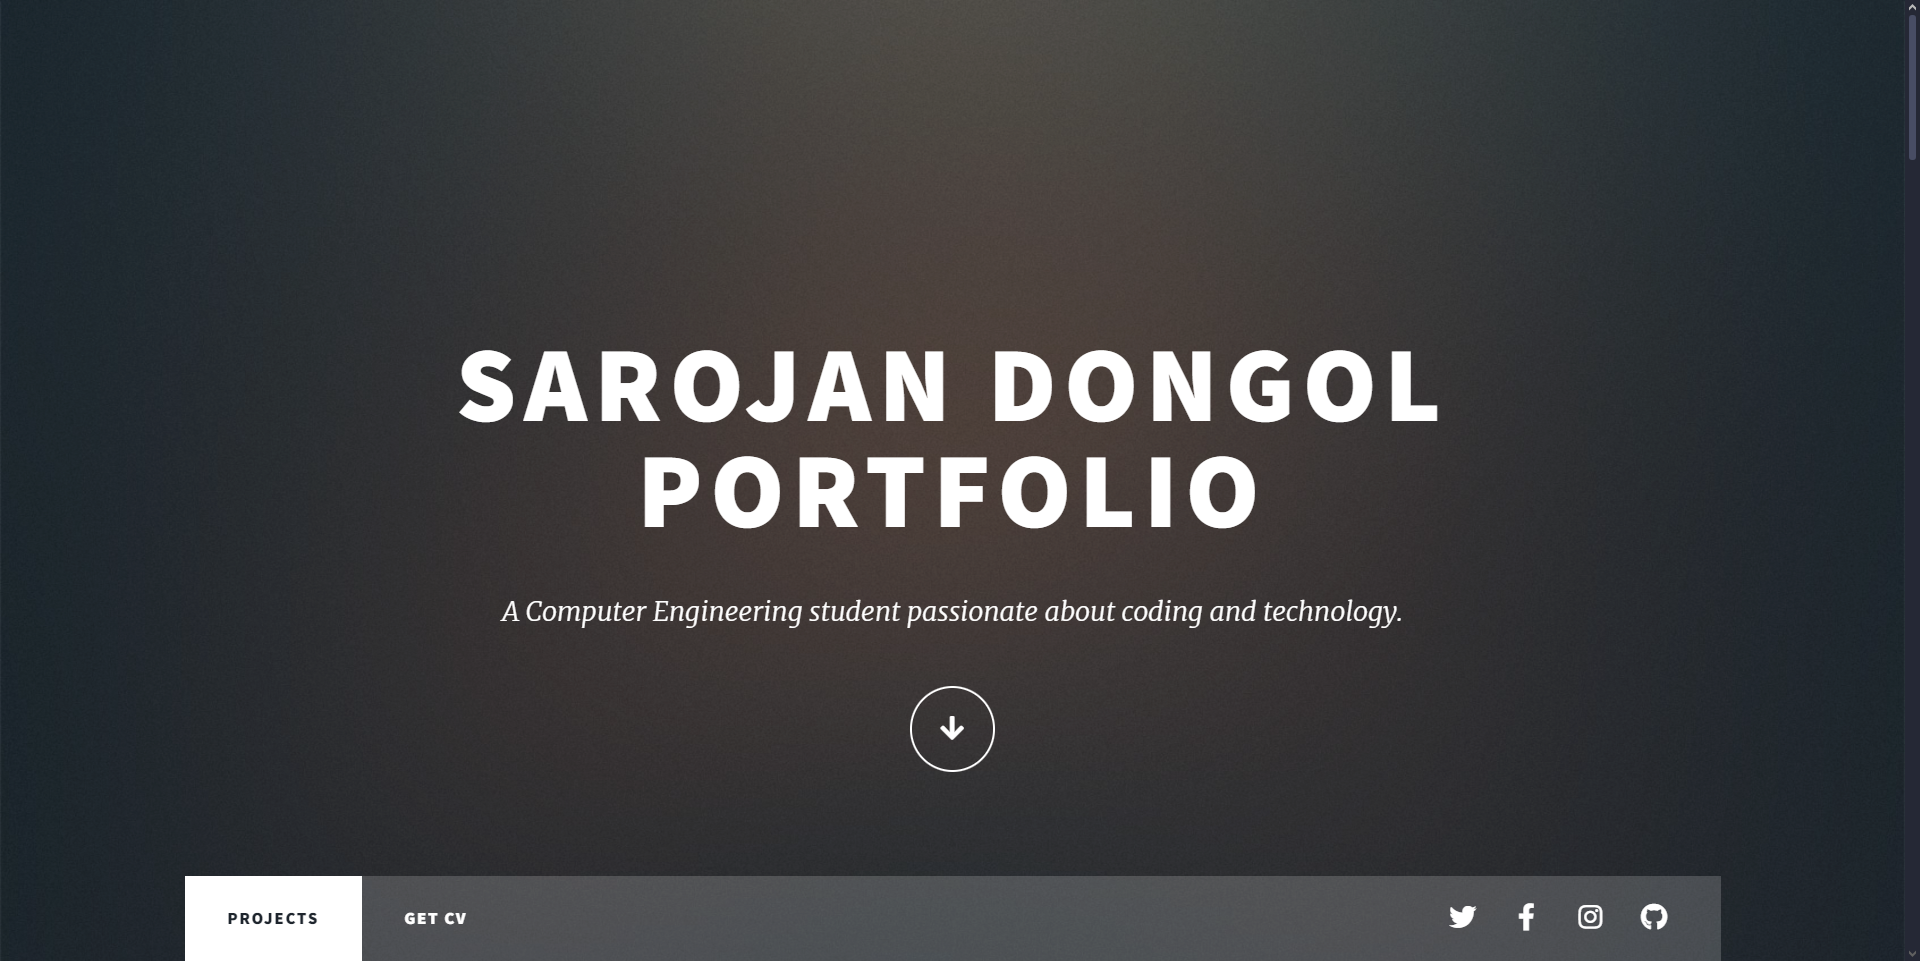 SAROJAN DONGOL
PORTFOLIO
A Computer Engineering student passionate about coding and technology.
PROJECTS
GET CV